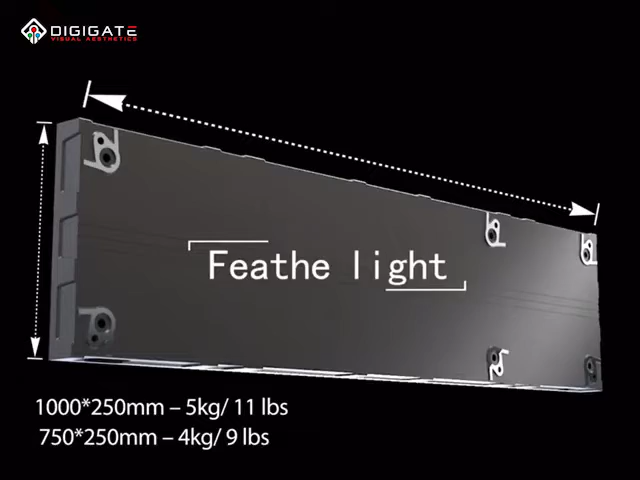 DIGIGATE
VISUAL AESTHETICS
Feathe light
1000*250mm – 5kg/ 11 lbs
750*250mm – 4kg/ 9 lbs